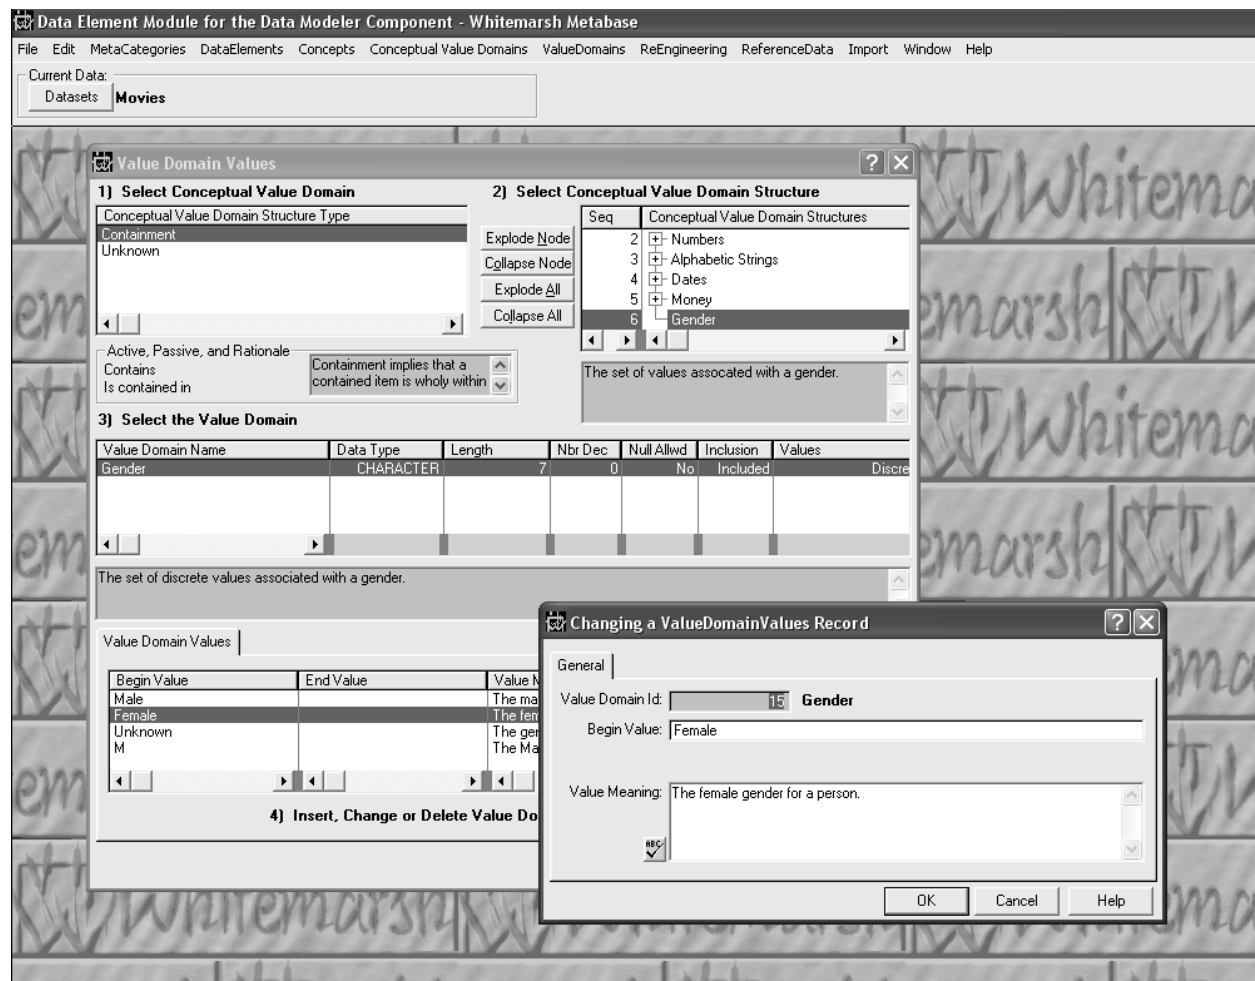 Data Element Module for the Data Modeler Component - Whitemarsh Metabase
File Edit MetaCategories DataElements Concepts Conceptual Value Domains ValueDomains ReEngineering ReferenceData Import Window Help
Current Data:
Datasets Movies
Value Domain Values
1) Select Conceptual Value Domain
Conceptual Value Domain Structure Type
Containment
Unknown
Explode Node
Collapse Node
Explode All
Collapse All
2) Select Conceptual Value Domain Structure
Seq Conceptual Value Domain Structures
2 Numbers
3 Alphabetic Strings
4 Dates
5 Money
6 Gender
Active, Passive, and Rationale
Contains
Is contained in
Containment implies that a
contained item is wholy within
The set of values assocated with a gender.
3) Select the Value Domain
Value Domain Name Data Type Length Nbr Dec Null Allwd Inclusion Values
Gender CHARACTER 7 0 No Included Discre
The set of discrete values associated with a gender.
Value Domain Values
Begin Value End Value Value M
Male The ma
Female The fem
Unknown The ger
M The Ma
4) Insert, Change or Delete Value Do
Changing a ValueDomainValues Record
General
Value Domain Id: 15 Gender
Begin Value: Female
Value Meaning: The female gender for a person.
ABC
OK Cancel Help
Whitemarsh